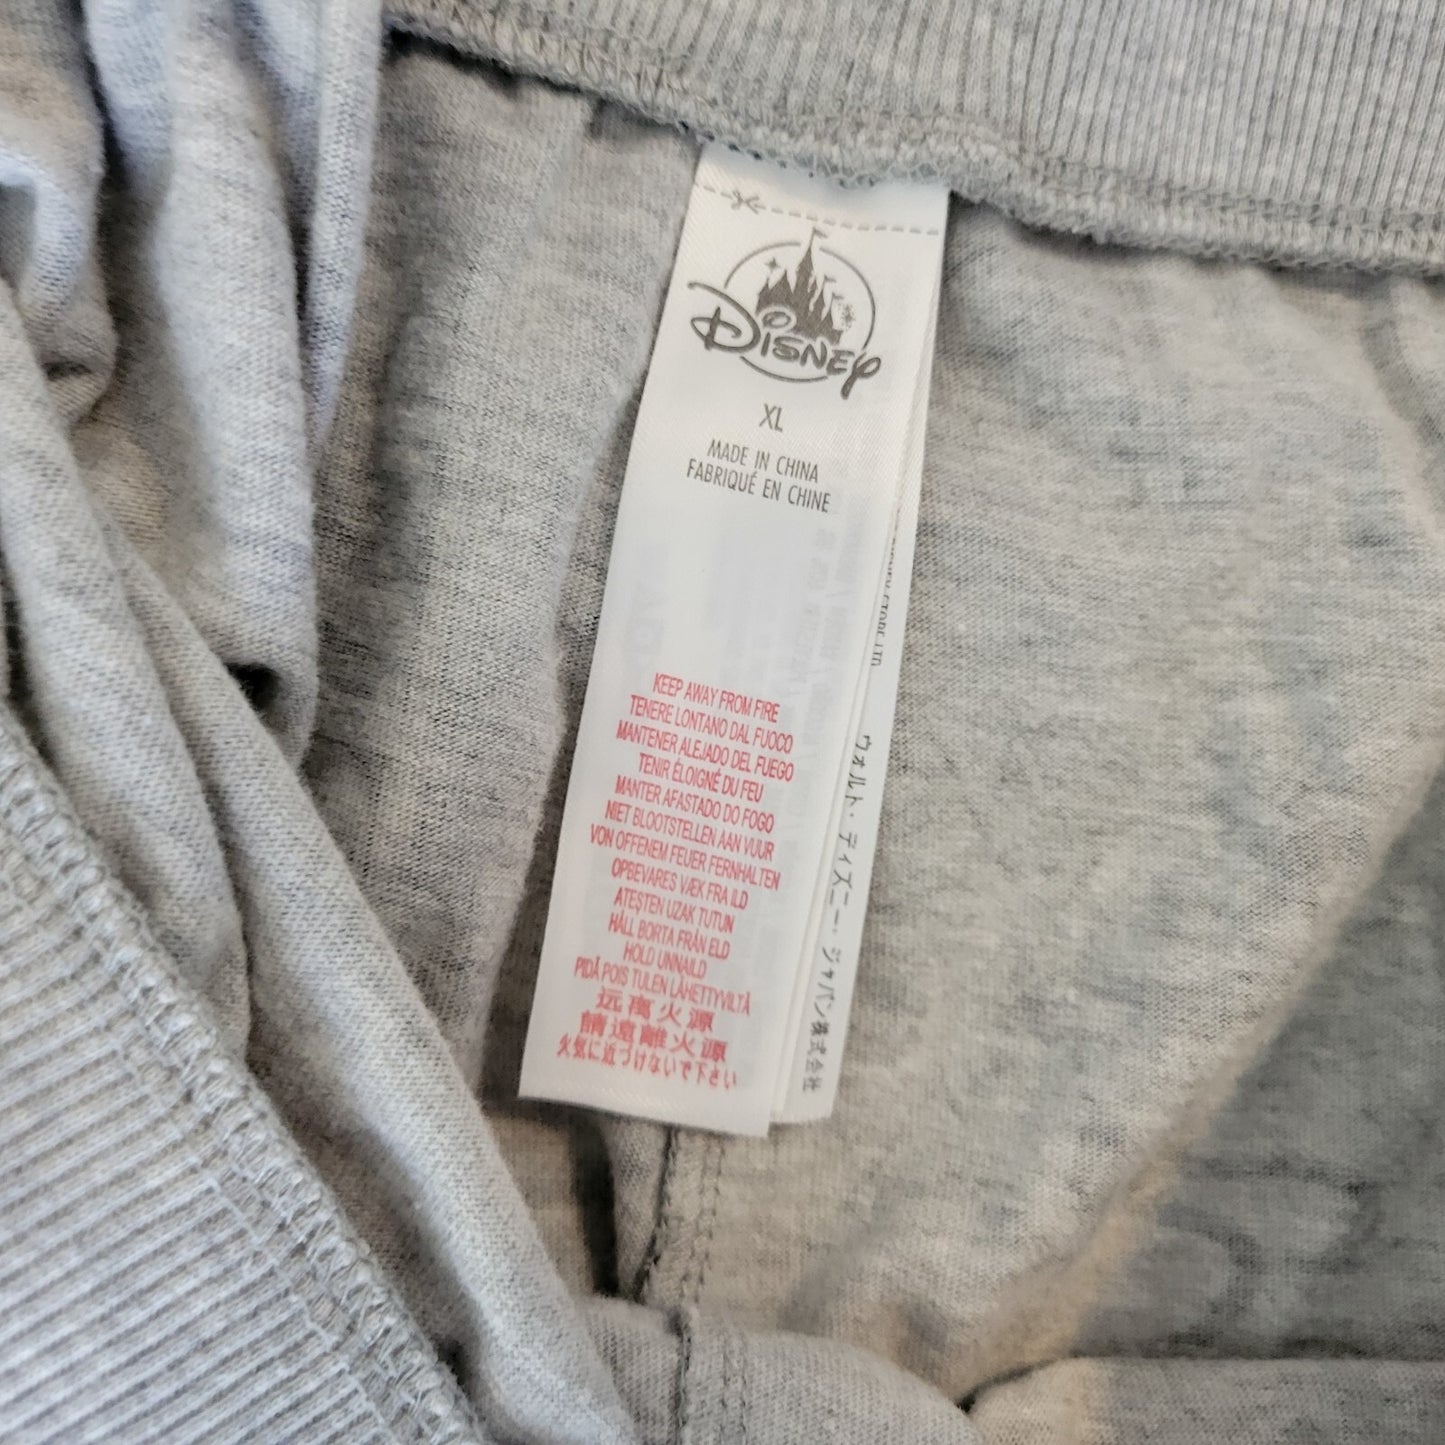 Disney
XL
MADE IN CHINA
FABRIQUÉ EN CHINE
KEEP AWAY FROM FIRE
TENERE LONTANO DAL FUOCO
MANTENER ALEJADO DEL FUEGO
TENIR ÉLOIGNÉ DU FEU
MANTER AFASTADO DO FOGO
NIET BLOOTSTELLEN AAN VUUR
VON OFFENEM FEUER FERNHALTEN
OPBEVARES VÆK FRA ILD
ATEŞTEN UZAK TUTUN
HÅLL BORTA FRÅN ELD
HOLD UNNAILD
PIDÄ POIS TULEN LÄHETTYVILTÄ
远离火源
請遠離火源
火気に近づけないで下さい
STORE LTD
ウォルト・ディズニー・ジャパン株式会社